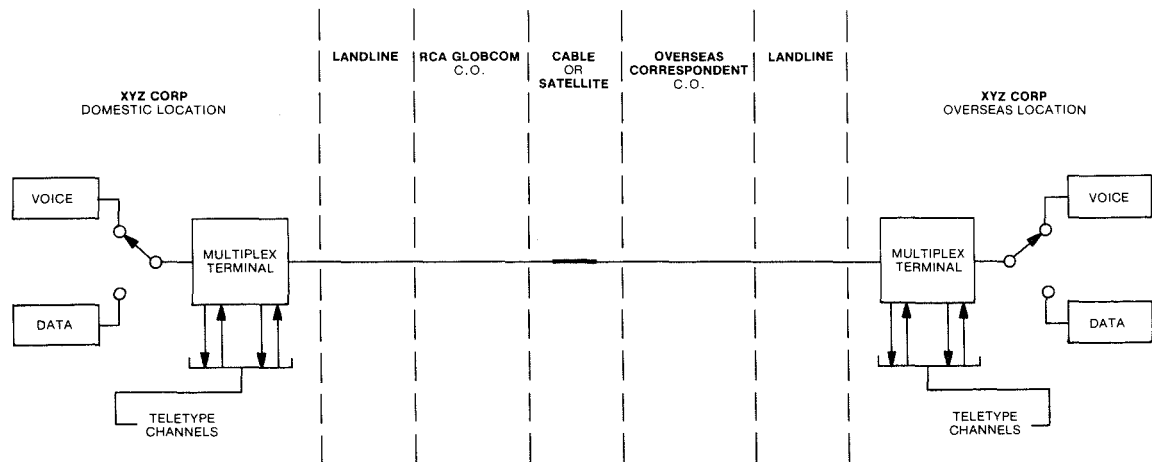 LANDLINE
RCA GLOBCOM
C.O.
CABLE
OR
SATELLITE
OVERSEAS
CORRESPONDENT
C.O.
LANDLINE
XYZ CORP
DOMESTIC LOCATION
XYZ CORP
OVERSEAS LOCATION
VOICE
MULTIPLEX
TERMINAL
DATA
TELETYPE
CHANNELS
VOICE
MULTIPLEX
TERMINAL
DATA
TELETYPE
CHANNELS